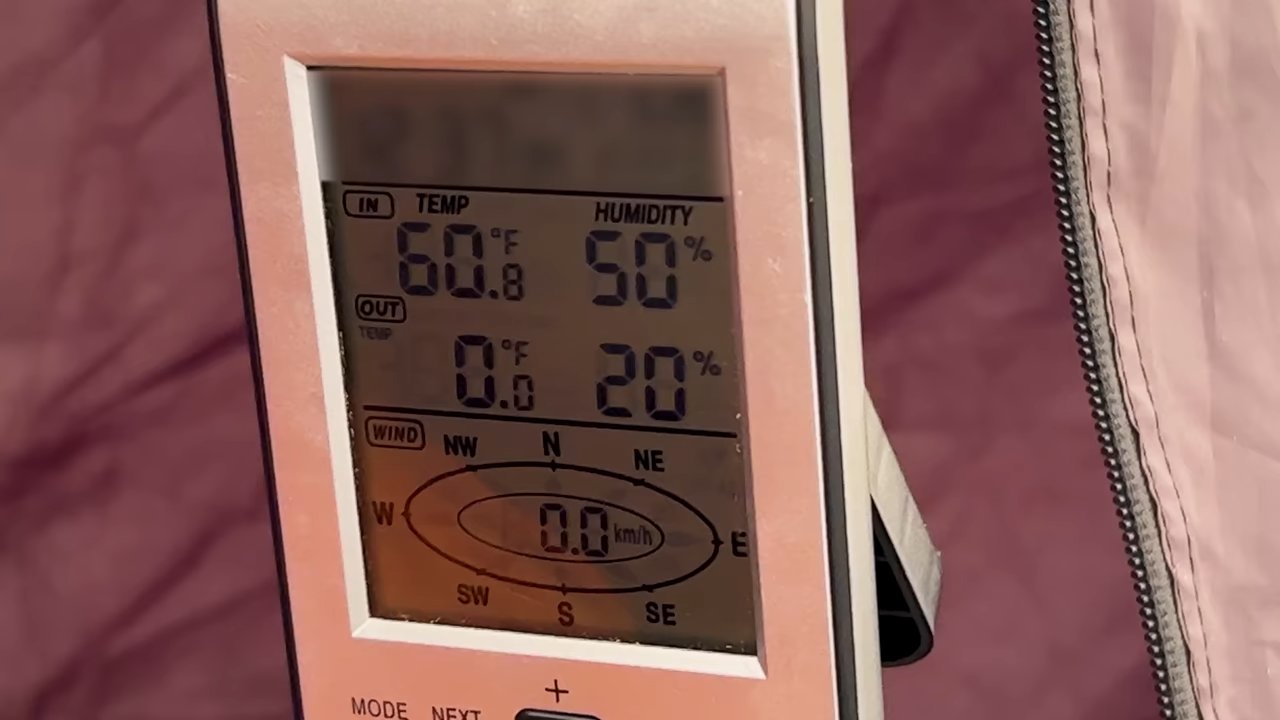 IN TEMP HUMIDITY
60.8 °F 50 %
OUT
TEMP
0.0 °F 20 %
WIND
NW N NE
W 0.0 km/h E
SW S SE
+
MODE NEXT